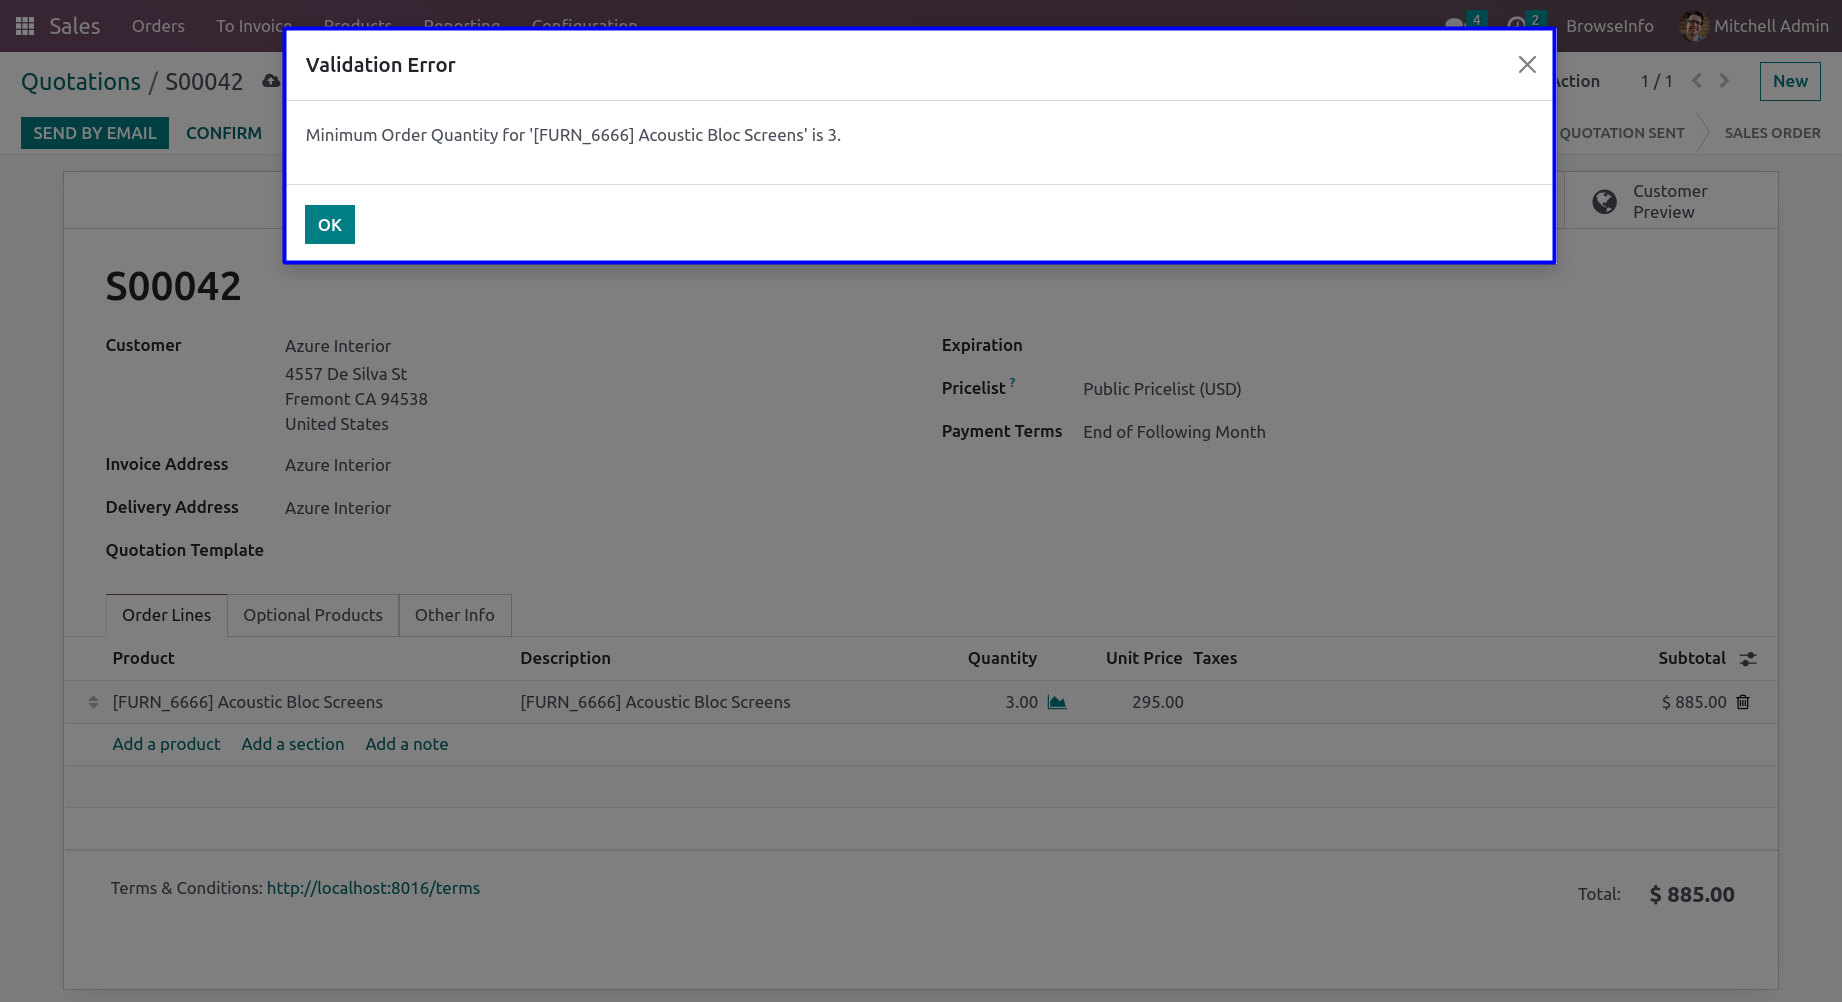 Sales Orders To Invoice Products Reporting Configuration 4 2 BrowseInfo Mitchell Admin
Validation Error
Quotations / S00042 Action 1 / 1 New
SEND BY EMAIL CONFIRM QUOTATION SENT SALES ORDER
Minimum Order Quantity for '[FURN_6666] Acoustic Bloc Screens' is 3.
OK
Customer
Preview
S00042
Customer Azure Interior
4557 De Silva St
Fremont CA 94538
United States
Invoice Address Azure Interior
Delivery Address Azure Interior
Quotation Template
Expiration
Pricelist ? Public Pricelist (USD)
Payment Terms End of Following Month
Order Lines Optional Products Other Info
Product Description Quantity Unit Price Taxes Subtotal
[FURN_6666] Acoustic Bloc Screens [FURN_6666] Acoustic Bloc Screens 3.00 295.00 $ 885.00
Add a product Add a section Add a note
Terms & Conditions: http://localhost:8016/terms
Total: $ 885.00